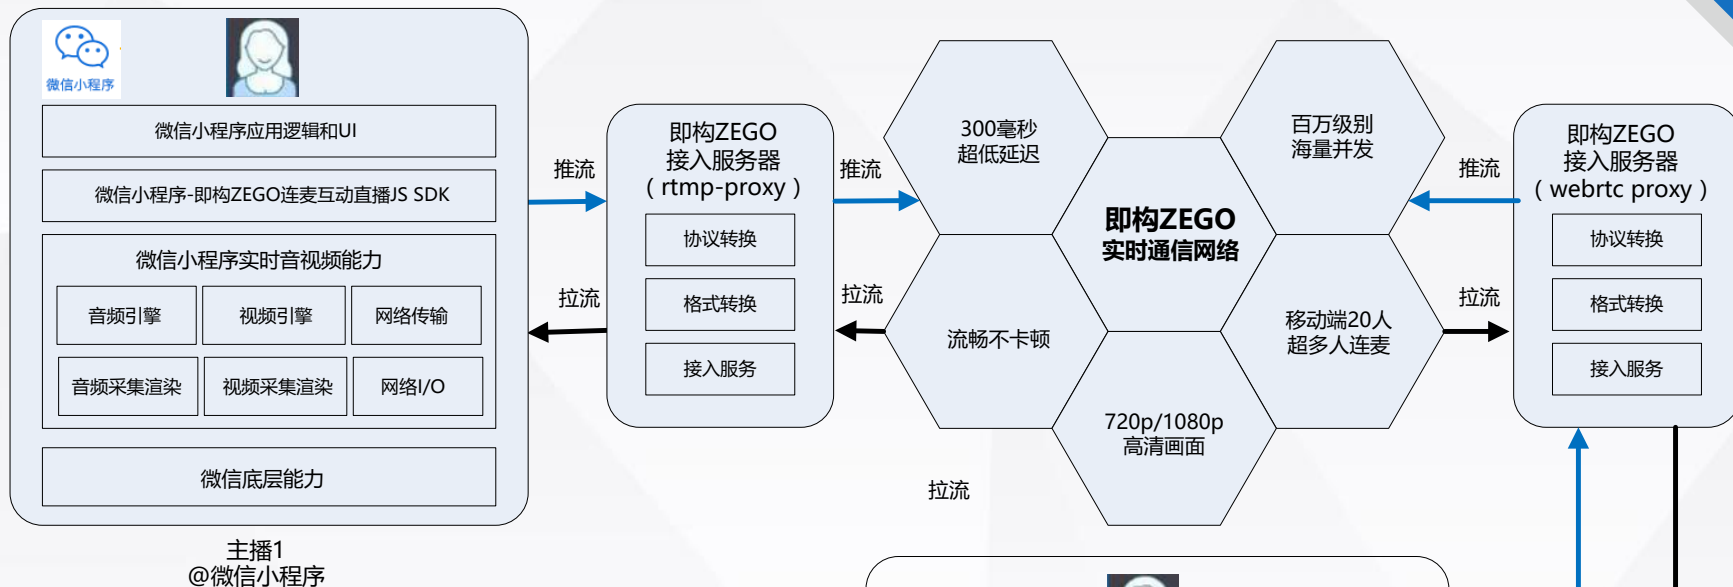 微信小程序
微信小程序应用逻辑和UI
微信小程序-即构ZEGO连麦互动直播JS SDK
微信小程序实时音视频能力
音频引擎
视频引擎
网络传输
音频采集渲染
视频采集渲染
网络I/O
微信底层能力
主播1
@微信小程序
推流
拉流
即构ZEGO
接入服务器
（rtmp-proxy）
协议转换
格式转换
接入服务
推流
拉流
300毫秒
超低延迟
百万级别
海量并发
即构ZEGO
实时通信网络
流畅不卡顿
移动端20人
超多人连麦
720p/1080p
高清画面
拉流
推流
拉流
即构ZEGO
接入服务器
（webrtc proxy）
协议转换
格式转换
接入服务